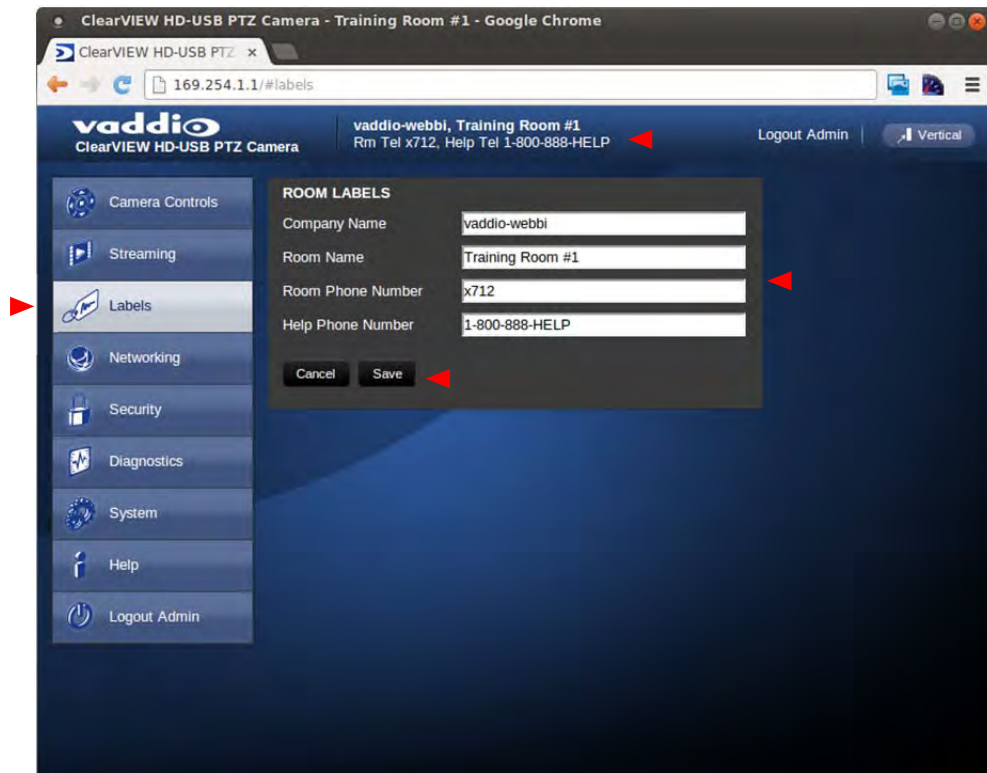 ClearVIEW HD-USB PTZ Camera - Training Room #1 - Google Chrome
ClearVIEW HD-USB PTZ
169.254.1.1/#labels
vaddio
ClearVIEW HD-USB PTZ Camera
vaddio-webbi, Training Room #1
Rm Tel x712, Help Tel 1-800-888-HELP
Logout Admin
Vertical
Camera Controls
Streaming
Labels
Networking
Security
Diagnostics
System
Help
Logout Admin
ROOM LABELS
Company Name vaddio-webbi
Room Name Training Room #1
Room Phone Number x712
Help Phone Number 1-800-888-HELP
Cancel Save